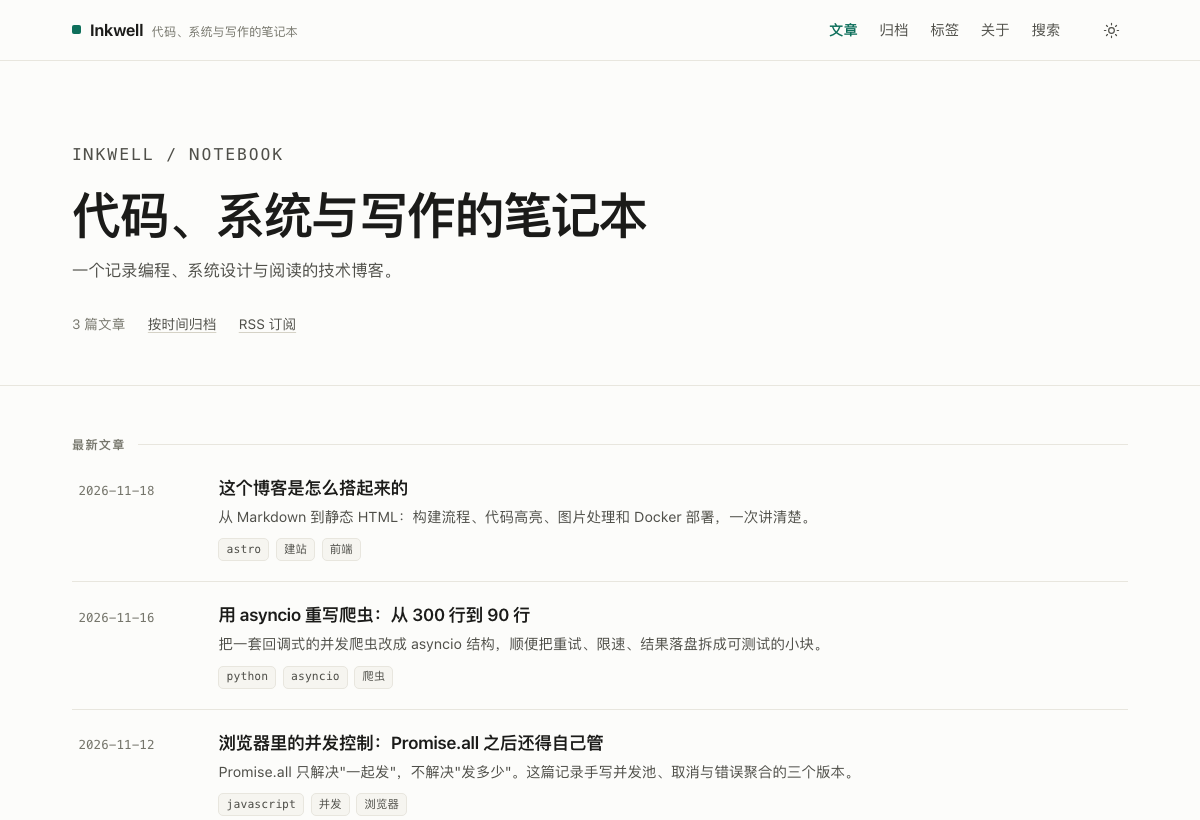 Inkwell 代码、系统与写作的笔记本 文章 归档 标签 关于 搜索
INKWELL / NOTEBOOK
代码、系统与写作的笔记本
一个记录编程、系统设计与阅读的技术博客。
3 篇文章 按时间归档 RSS 订阅
最新文章
2026-11-18 这个博客是怎么搭起来的
从 Markdown 到静态 HTML：构建流程、代码高亮、图片处理和 Docker 部署，一次讲清楚。
astro 建站 前端
2026-11-16 用 asyncio 重写爬虫：从 300 行到 90 行
把一套回调式的并发爬虫改成 asyncio 结构，顺便把重试、限速、结果落盘拆成可测试的小块。
python asyncio 爬虫
2026-11-12 浏览器里的并发控制：Promise.all 之后还得自己管
Promise.all 只解决"一起发"，不解决"发多少"。这篇记录手写并发池、取消与错误聚合的三个版本。
javascript 并发 浏览器